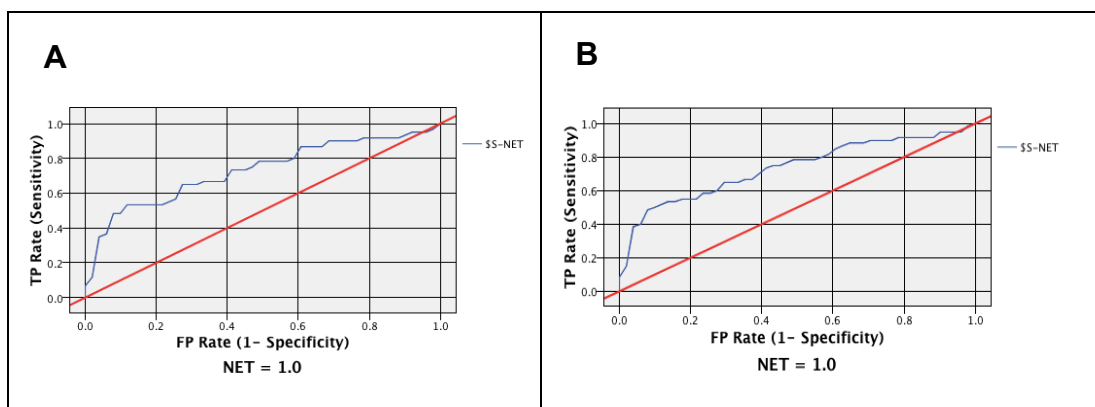 A
1.0
0.8
0.6
0.4
0.2
0.0
TP Rate (Sensitivity)
0.0 0.2 0.4 0.6 0.8 1.0
FP Rate (1- Specificity)
NET = 1.0
$S-NET
B
1.0
0.8
0.6
0.4
0.2
0.0
TP Rate (Sensitivity)
0.0 0.2 0.4 0.6 0.8 1.0
FP Rate (1- Specificity)
NET = 1.0
$S-NET